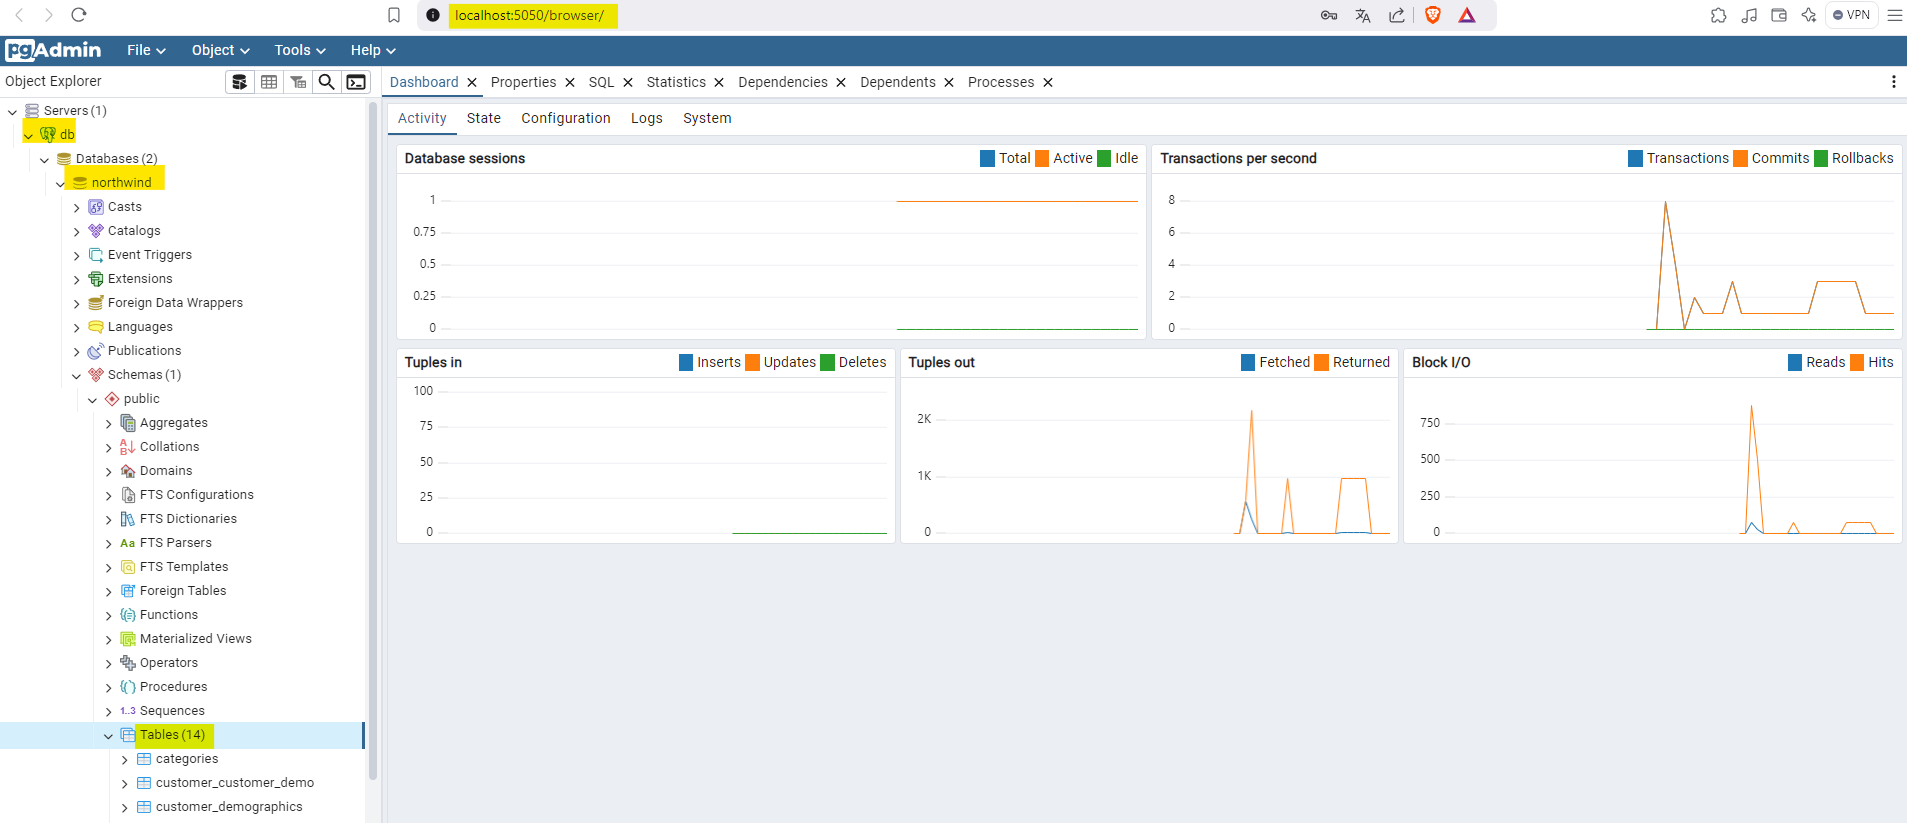 localhost:5050/browser/
VPN
pgAdmin File Object Tools Help
Object Explorer
Dashboard Properties SQL Statistics Dependencies Dependents Processes
Activity State Configuration Logs System
Servers (1)
db
Databases (2)
northwind
Casts
Catalogs
Event Triggers
Extensions
Foreign Data Wrappers
Languages
Publications
Schemas (1)
public
Aggregates
Collations
Domains
FTS Configurations
FTS Dictionaries
Aa FTS Parsers
FTS Templates
Foreign Tables
Functions
Materialized Views
Operators
Procedures
1..3 Sequences
Tables (14)
categories
customer_customer_demo
customer_demographics
Database sessions
Total Active Idle
1
0.75
0.5
0.25
0
Transactions per second
Transactions Commits Rollbacks
8
6
4
2
0
Tuples in
Inserts Updates Deletes
100
75
50
25
0
Tuples out
Fetched Returned
2K
1K
0
Block I/O
Reads Hits
750
500
250
0